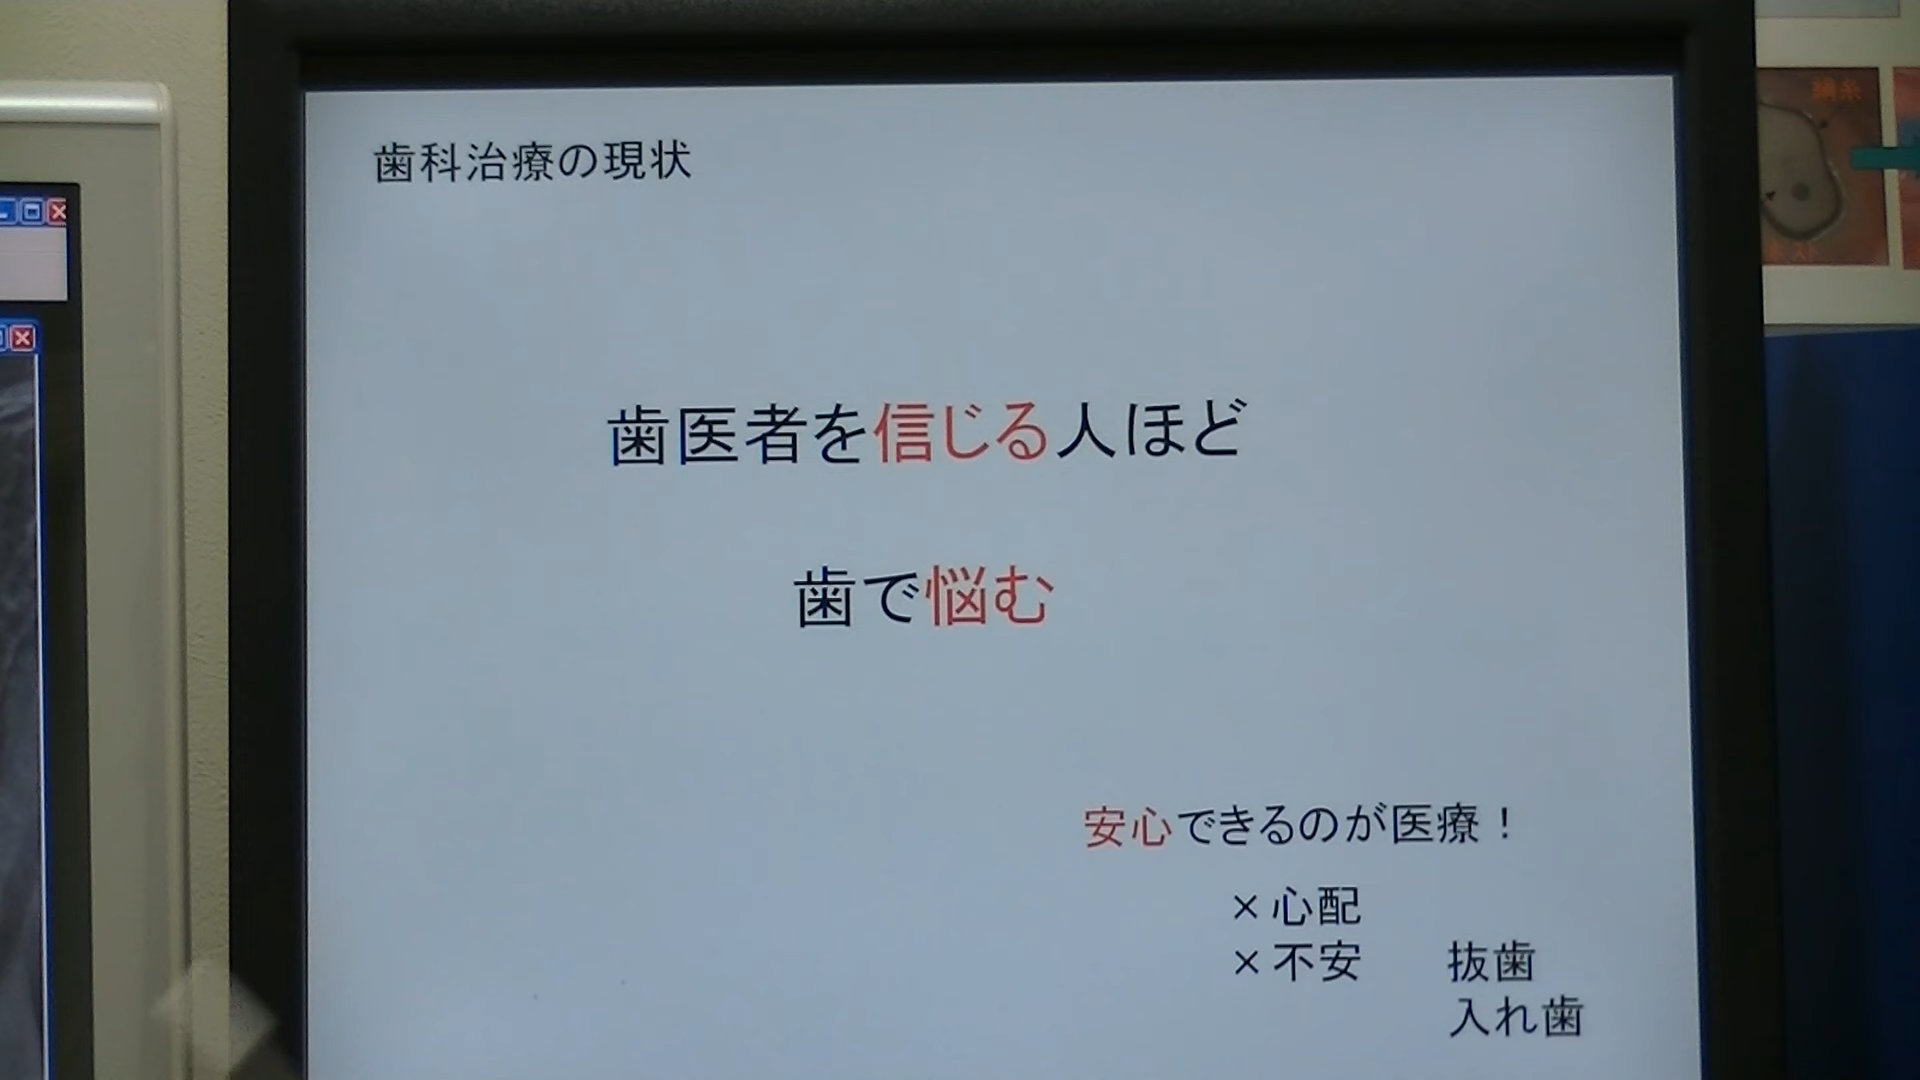 歯科治療の現状
歯医者を信じる人ほど
歯で悩む
安心できるのが医療！
×心配
×不安 抜歯
入れ歯